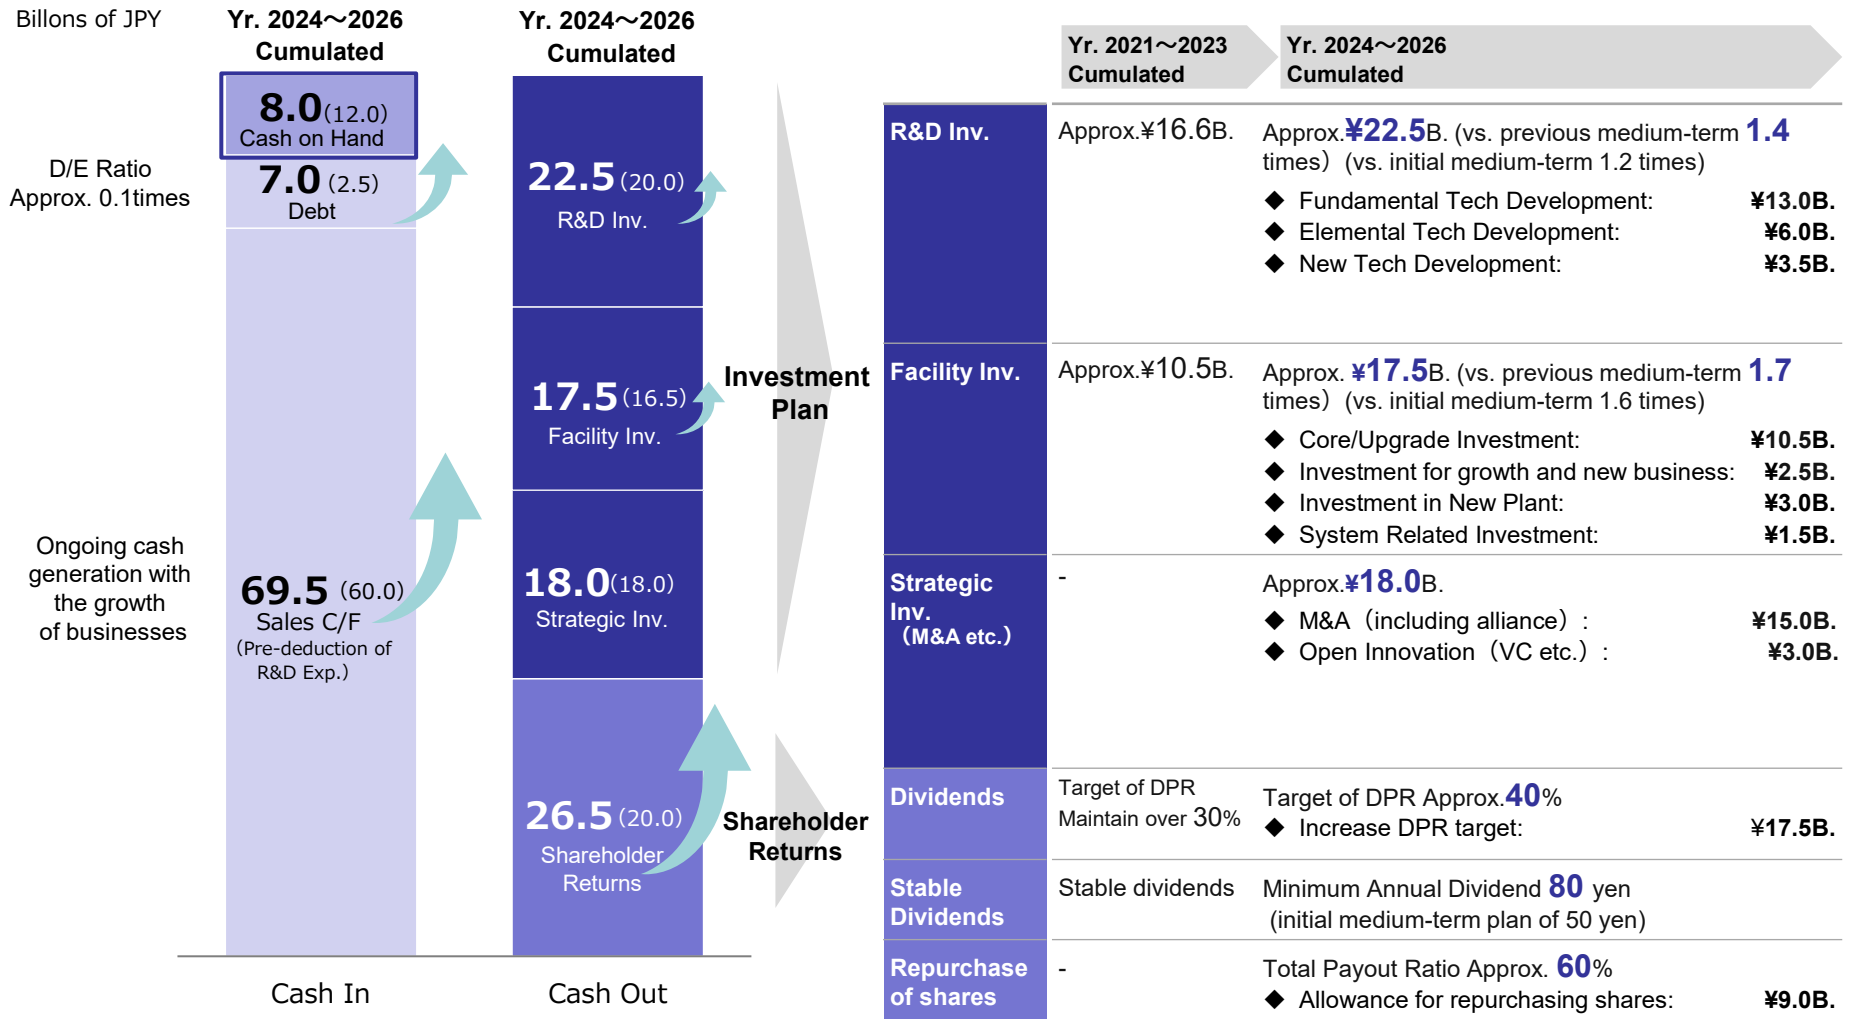 Billons of JPY
Yr. 2024～2026
Cumulated
Yr. 2024～2026
Cumulated
8.0(12.0)
Cash on Hand
D/E Ratio
Approx. 0.1times
7.0 (2.5)
Debt
Ongoing cash
generation with
the growth
of businesses
69.5 (60.0)
Sales C/F
(Pre-deduction of
R&D Exp.)
Cash In
22.5 (20.0)
R&D Inv.
17.5 (16.5)
Facility Inv.
18.0(18.0)
Strategic Inv.
26.5 (20.0)
Shareholder
Returns
Cash Out
Investment
Plan
Shareholder
Returns
Yr. 2021～2023
Cumulated
Yr. 2024～2026
Cumulated
R&D Inv.
Approx.¥16.6B.
Approx.¥22.5B. (vs. previous medium-term 1.4
times）(vs. initial medium-term 1.2 times)
◆ Fundamental Tech Development: ¥13.0B.
◆ Elemental Tech Development: ¥6.0B.
◆ New Tech Development: ¥3.5B.
Facility Inv.
Approx.¥10.5B.
Approx. ¥17.5B. (vs. previous medium-term 1.7
times）(vs. initial medium-term 1.6 times)
◆ Core/Upgrade Investment: ¥10.5B.
◆ Investment for growth and new business: ¥2.5B.
◆ Investment in New Plant: ¥3.0B.
◆ System Related Investment: ¥1.5B.
Strategic
Inv.
（M&A etc.）
-
Approx.¥18.0B.
◆ M&A（including alliance）: ¥15.0B.
◆ Open Innovation（VC etc.）: ¥3.0B.
Dividends
Target of DPR
Maintain over 30%
Target of DPR Approx.40%
◆ Increase DPR target: ¥17.5B.
Stable
Dividends
Stable dividends
Minimum Annual Dividend 80 yen
(initial medium-term plan of 50 yen)
Repurchase
of shares
-
Total Payout Ratio Approx. 60%
◆ Allowance for repurchasing shares: ¥9.0B.